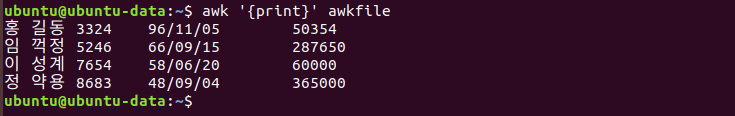 ubuntu@ubuntu-data:~$ awk '{print}' awkfile
홍 길동 3324    96/11/05        50354
임 꺽정 5246    66/09/15        287650
이 성계 7654    58/06/20        60000
정 약용 8683    48/09/04        365000
ubuntu@ubuntu-data:~$